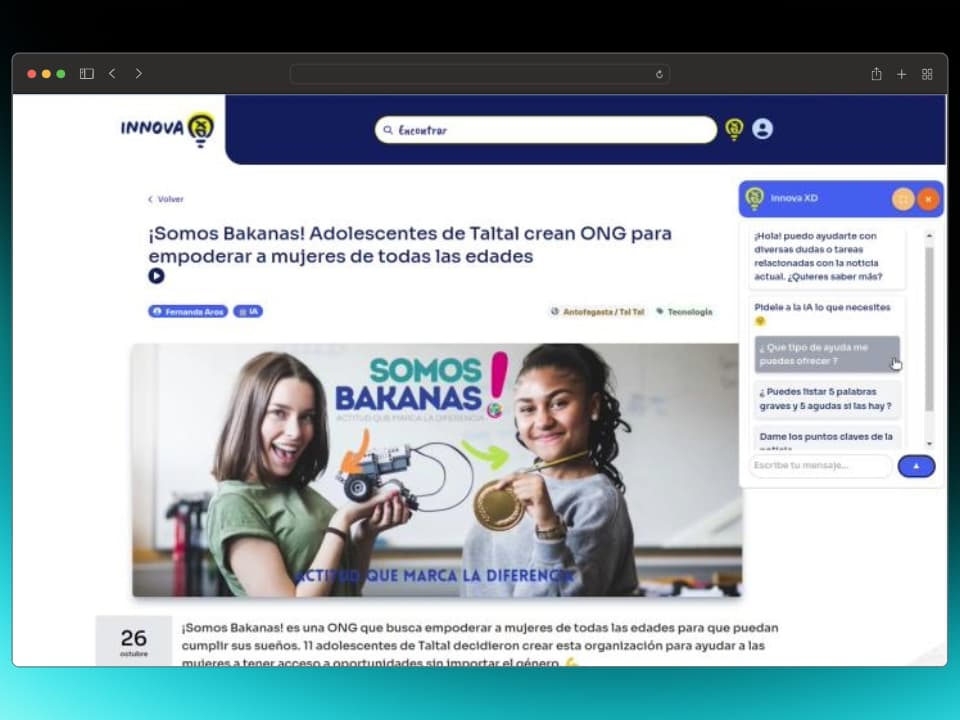 INNOVA
Encontrar
Volver
¡Somos Bakanas! Adolescentes de Taltal crean ONG para
empoderar a mujeres de todas las edades
Fernanda Aros
IA
Antofagasta / Tal Tal
Tecnología
SOMOS
BAKANAS!
ACTITUD QUE MARCA LA DIFERENCIA
ACTITUD QUE MARCA LA DIFERENCIA
26
octubre
¡Somos Bakanas! es una ONG que busca empoderar a mujeres de todas las edades para que puedan
cumplir sus sueños. 11 adolescentes de Taltal decidieron crear esta organización para ayudar a las
mujeres a tener acceso a oportunidades sin importar el género 💪
Innova XD
¡Hola! puedo ayudarte con
diversas dudas o tareas
relacionadas con la noticia
actual. ¿Quieres saber más?
Pidele a la IA lo que necesites
🤗
¿ Que tipo de ayuda me
puedes ofrecer ?
¿ Puedes listar 5 palabras
graves y 5 agudas si las hay ?
Dame los puntos claves de la
noticia
Escribe tu mensaje...